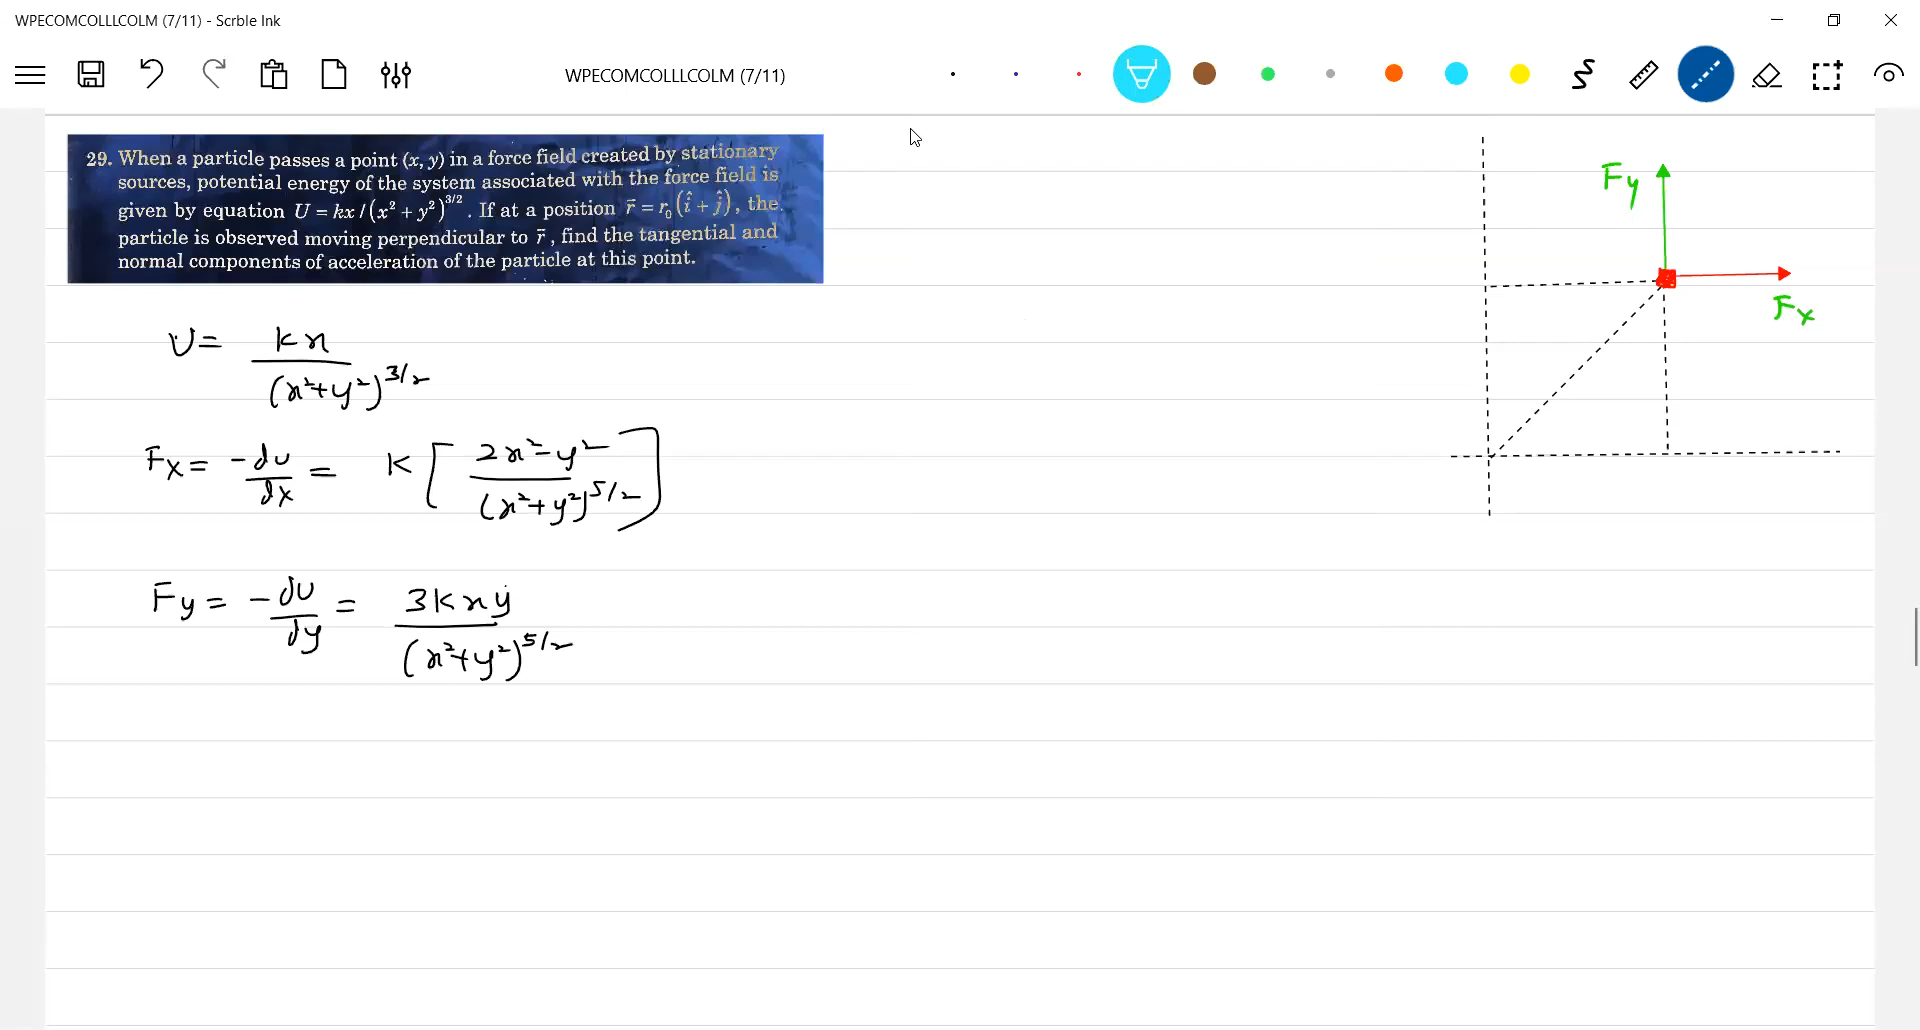 WPECOMCOLLLCOLM (7/11) - Scrble Ink
WPECOMCOLLLCOLM (7/11)
29. When a particle passes a point (x, y) in a force field created by stationary
sources, potential energy of the system associated with the force field is
given by equation U = kx / (x² + y²)^3/2 . If at a position r⃗ = r₀(î + ĵ), the
particle is observed moving perpendicular to r⃗, find the tangential and
normal components of acceleration of the particle at this point.
U = kx / (x²+y²)^3/2
Fx = -du/dx = k[2x²-y² / (x²+y²)^5/2]
Fy = -du/dy = 3kxy / (x²+y²)^5/2
Fy
Fx